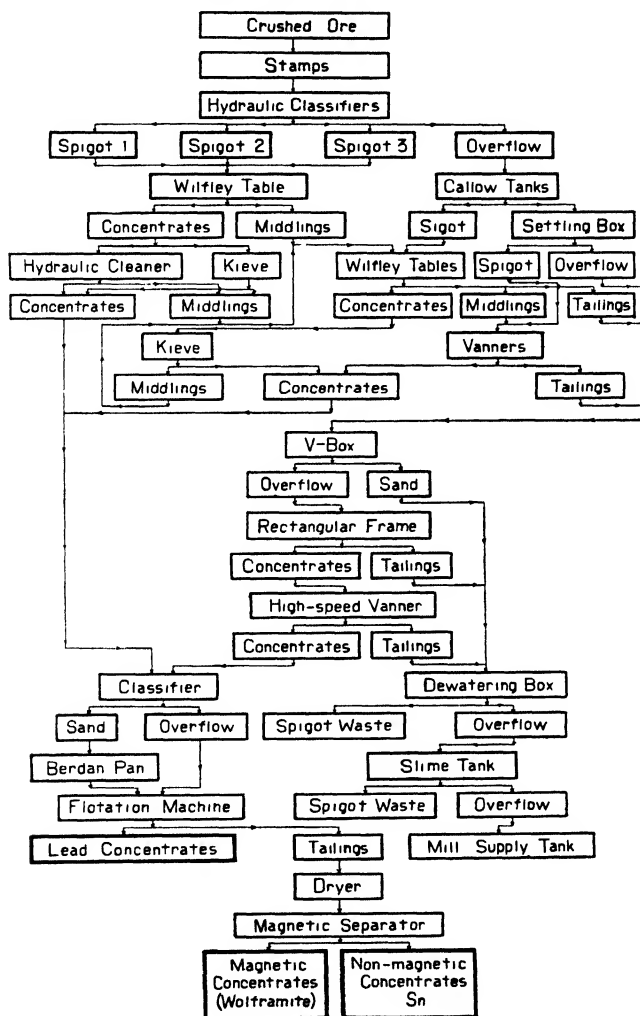 Crushed Ore
Stamps
Hydraulic Classifiers
Spigot 1 Spigot 2 Spigot 3 Overflow
Wilfley Table Callow Tanks
Concentrates Middlings Sigot Settling Box
Hydraulic Cleaner Kieve Wilfley Tables Spigot Overflow
Concentrates Middlings Concentrates Middlings Tailings
Kieve Vanners
Middlings Concentrates Tailings
V-Box
Overflow Sand
Rectangular Frame
Concentrates Tailings
High-speed Vanner
Concentrates Tailings
Classifier Dewatering Box
Sand Overflow Spigot Waste Overflow
Berdan Pan Slime Tank
Flotation Machine Spigot Waste Overflow
Lead Concentrates Tailings Mill Supply Tank
Dryer
Magnetic Separator
Magnetic
Concentrates
(Wolframite)
Non-magnetic
Concentrates
Sn